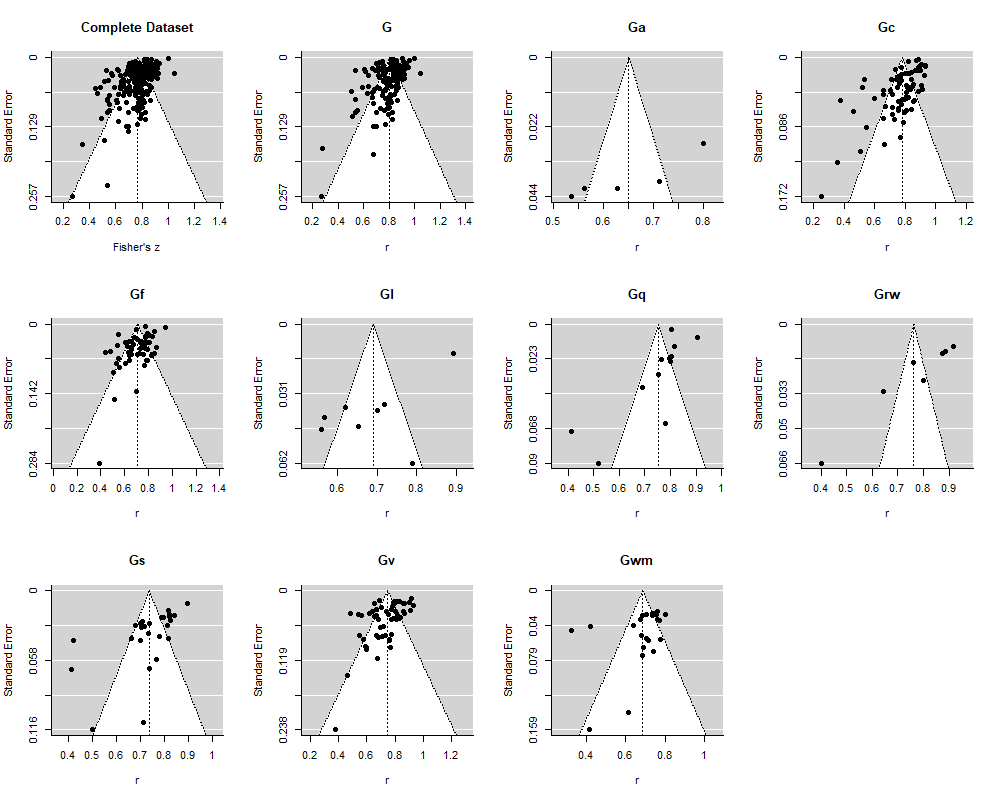 Complete Dataset
G
Ga
Gc
Standard Error
0
0.129
0.257
0.2 0.4 0.6 0.8 1 1.2 1.4
Fisher's z
Standard Error
0
0.129
0.257
0.2 0.4 0.6 0.8 1 1.2 1.4
r
Standard Error
0
0.022
0.044
0.5 0.6 0.7 0.8
r
Standard Error
0
0.086
0.172
0.2 0.4 0.6 0.8 1 1.2
r
Gf
Gl
Gq
Grw
Standard Error
0
0.142
0.284
0 0.2 0.4 0.6 0.8 1 1.2 1.4
r
Standard Error
0
0.031
0.062
0.6 0.7 0.8 0.9
r
Standard Error
0
0.023
0.068
0.09
0.4 0.5 0.6 0.7 0.8 0.9 1
r
Standard Error
0
0.033
0.05
0.066
0.4 0.5 0.6 0.7 0.8 0.9
r
Gs
Gv
Gwm
Standard Error
0
0.058
0.116
0.4 0.5 0.6 0.7 0.8 0.9 1
r
Standard Error
0
0.119
0.238
0.2 0.4 0.6 0.8 1 1.2
r
Standard Error
0
0.04
0.079
0.159
0.4 0.6 0.8 1
r